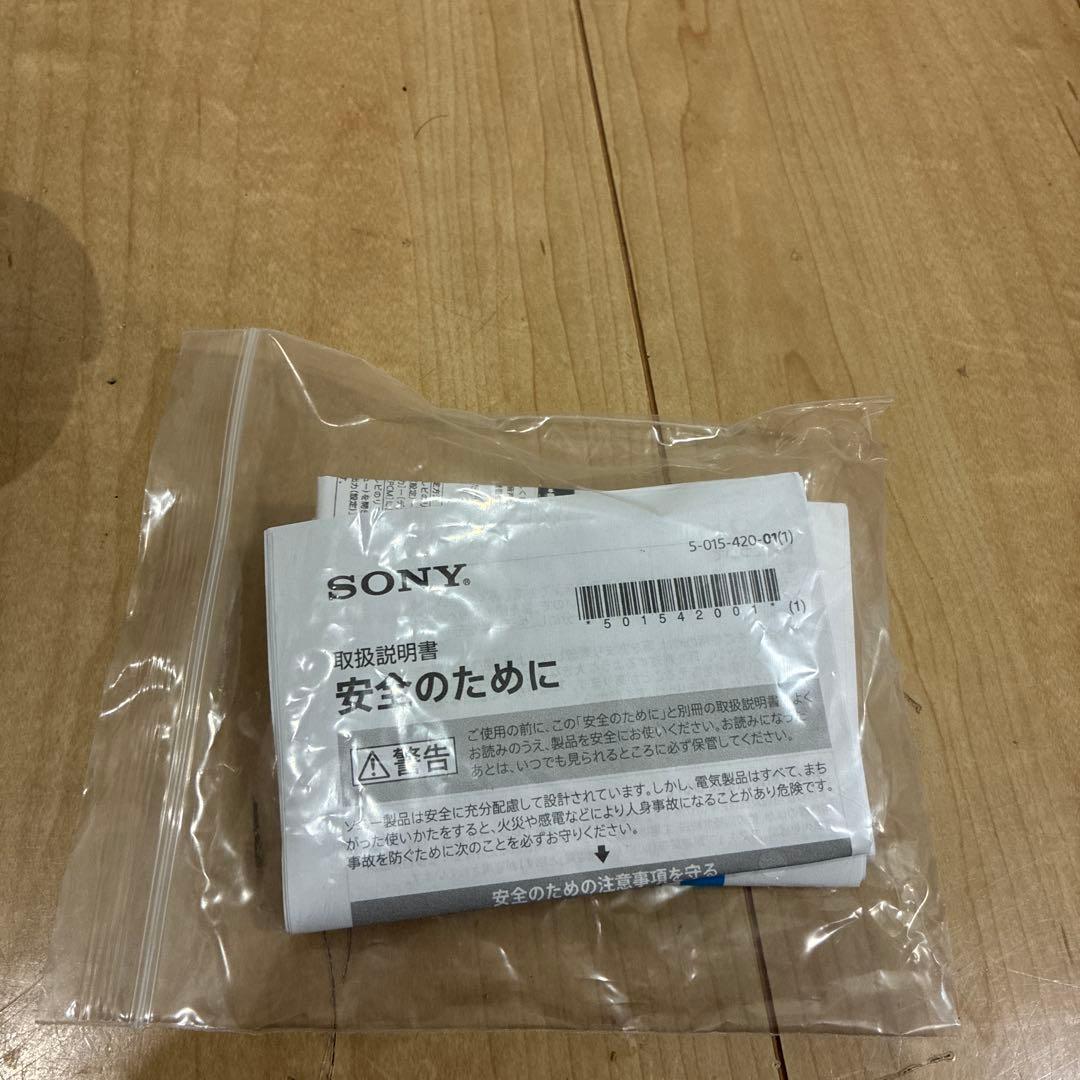 5-015-420-01(1)
SONY®
*501542001*
(1)
取扱説明書
安全のために
警告
ご使用の前に、この「安全のために」と別冊の取扱説明書
よく
お読みのうえ、製品を安全にお使いください。お読みになった
あとは、いつでも見られるところに必ず保管してください。
ソニー製品は安全に充分配慮して設計されています。しかし、電気製品はすべて、まち
がった使いかたをすると、火災や感電などにより人身事故になることがあり危険です。
事故を防ぐために次のことを必ずお守りください。
安全のための注意事項を守る